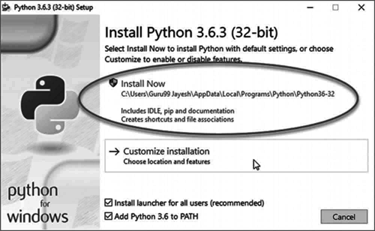 Python 3.6.3 (32-bit) Setup
Install Python 3.6.3 (32-bit)
Select Install Now to install Python with default settings, or choose
Customize to enable or disable features.
Install Now
C:\Users\Guru99 Jayesh\AppData\Local\Programs\Python\Python36-32
Includes IDLE, pip and documentation
Creates shortcuts and file associations
Customize installation
Choose location and features
python
for
windows
Install launcher for all users (recommended)
Add Python 3.6 to PATH
Cancel